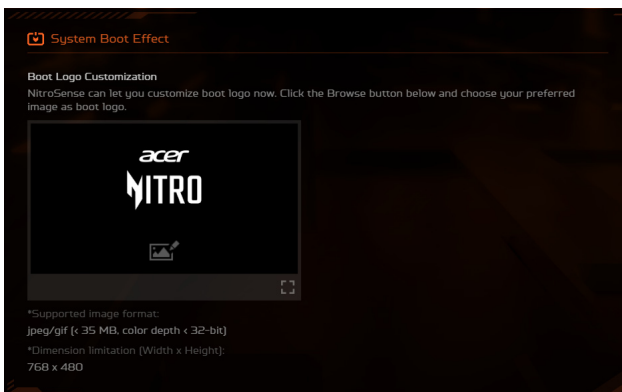 System Boot Effect
Boot Logo Customization
NitroSense can let you customize boot logo now. Click the Browse button below and choose your preferred
image as boot logo.
acer
NITRO
*Supported image format:
jpeg/gif (< 35 MB, color depth < 32-bit)
*Dimension limitation (Width x Height):
768 x 480